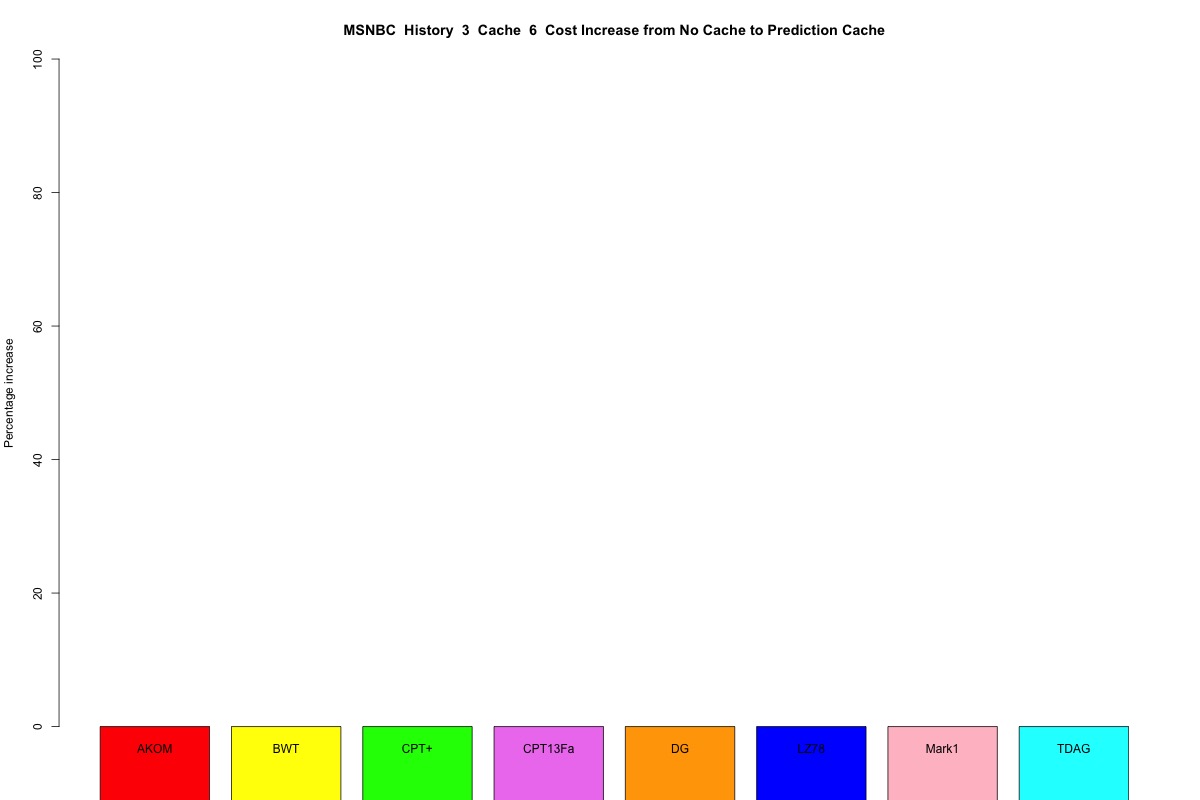 MSNBC  History  3  Cache  6  Cost Increase from No Cache to Prediction Cache
100
80
60
40
20
0
Percentage increase
AKOM BWT CPT+ CPT13Fa DG LZ78 Mark1 TDAG